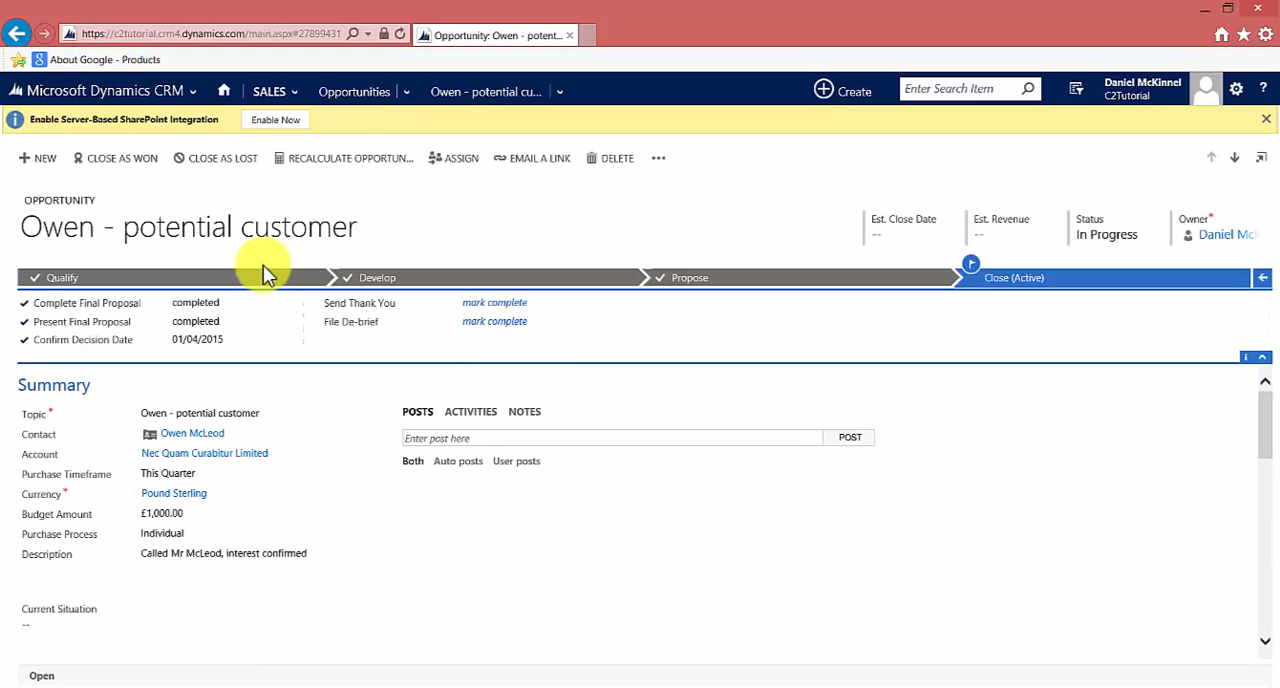 https://c2tutorial.crm4.dynamics.com/main.aspx#27899431
Opportunity: Owen - potent...
About Google - Products
Microsoft Dynamics CRM
SALES
Opportunities
Owen - potential cu...
Create
Enter Search Item
Daniel McKinnel
C2Tutorial
?
Enable Server-Based SharePoint Integration
Enable Now
NEW
CLOSE AS WON
CLOSE AS LOST
RECALCULATE OPPORTUN...
ASSIGN
EMAIL A LINK
DELETE
OPPORTUNITY
Owen - potential customer
Est. Close Date
--
Est. Revenue
--
Status
In Progress
Owner*
Daniel McK
Qualify
Develop
Propose
Close (Active)
Complete Final Proposal completed
Send Thank You mark complete
Present Final Proposal completed
File De-brief mark complete
Confirm Decision Date 01/04/2015
Summary
Topic* Owen - potential customer
Contact Owen McLeod
Account Nec Quam Curabitur Limited
Purchase Timeframe This Quarter
Currency* Pound Sterling
Budget Amount £1,000.00
Purchase Process Individual
Description Called Mr McLeod, interest confirmed
Current Situation
--
POSTS ACTIVITIES NOTES
Enter post here POST
Both Auto posts User posts
Open